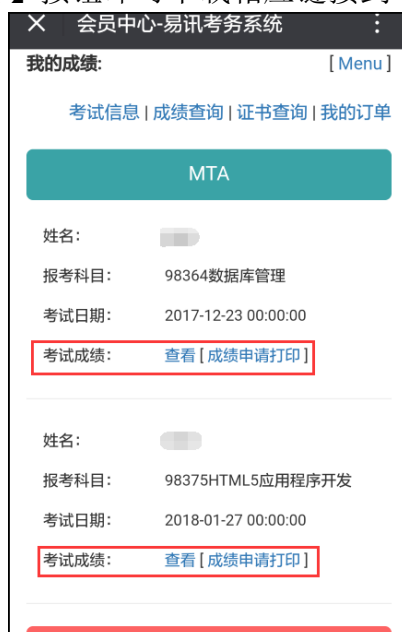 会员中心-易讯考务系统
我的成绩: [ Menu ]
考试信息 | 成绩查询 | 证书查询 | 我的订单
MTA
姓名:
报考科目: 98364数据库管理
考试日期: 2017-12-23 00:00:00
考试成绩: 查看 [ 成绩申请打印 ]
姓名:
报考科目: 98375HTML5应用程序开发
考试日期: 2018-01-27 00:00:00
考试成绩: 查看 [ 成绩申请打印 ]